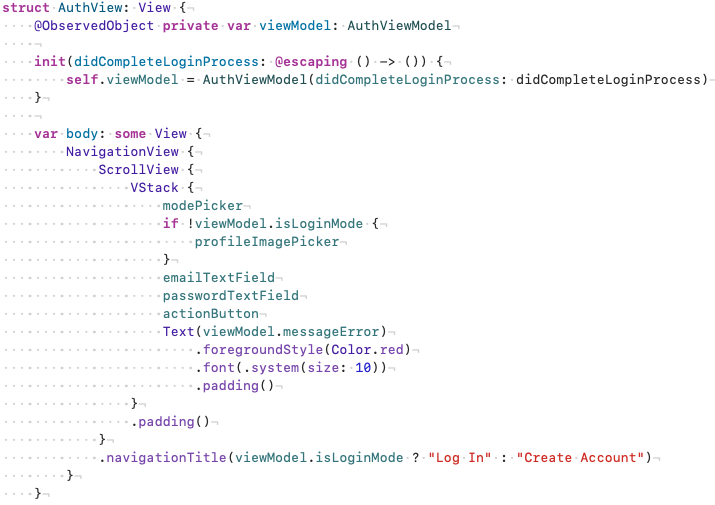 struct AuthView: View {
    @ObservedObject private var viewModel: AuthViewModel
    
    init(didCompleteLoginProcess: @escaping () -> ()) {
        self.viewModel = AuthViewModel(didCompleteLoginProcess: didCompleteLoginProcess)
    }
    
    var body: some View {
        NavigationView {
            ScrollView {
                VStack {
                    modePicker
                    if !viewModel.isLoginMode {
                        profileImagePicker
                    }
                    emailTextField
                    passwordTextField
                    actionButton
                    Text(viewModel.messageError)
                        .foregroundStyle(Color.red)
                        .font(.system(size: 10))
                        .padding()
                }
                .padding()
            }
            .navigationTitle(viewModel.isLoginMode ? "Log In" : "Create Account")
        }
    }